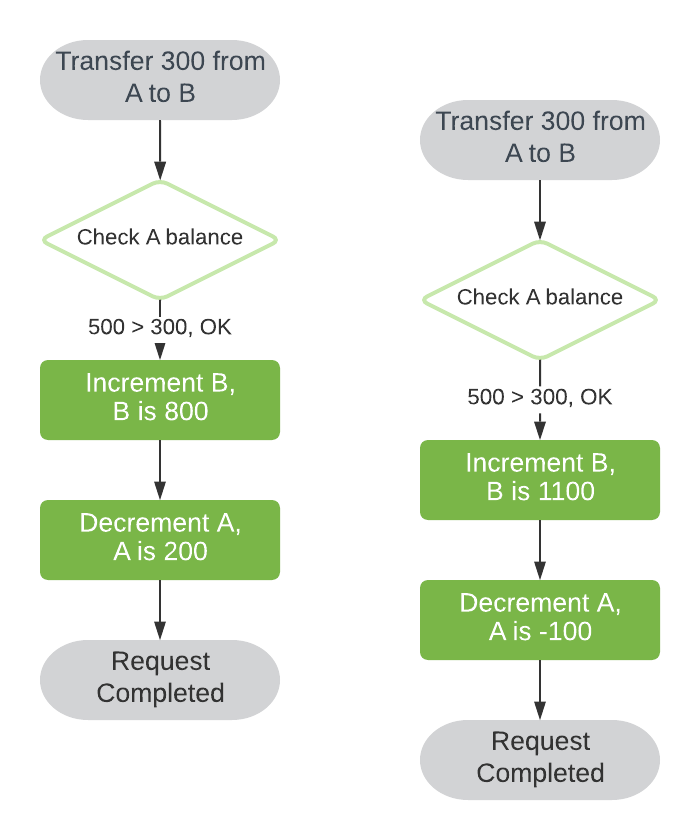 Transfer 300 from
A to B
Check A balance
500 > 300, OK
Increment B,
B is 800
Decrement A,
A is 200
Request
Completed
Transfer 300 from
A to B
Check A balance
500 > 300, OK
Increment B,
B is 1100
Decrement A,
A is -100
Request
Completed